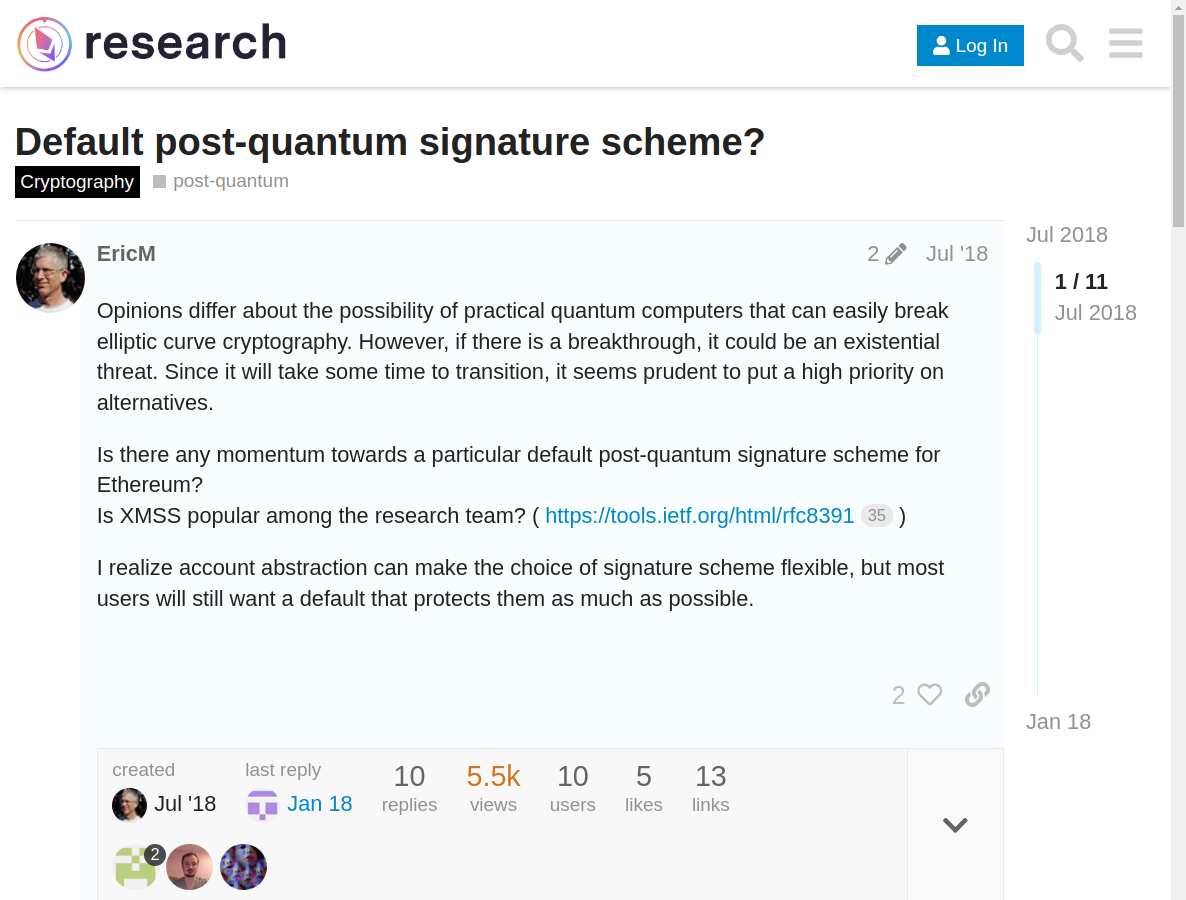 research
Log In
Default post-quantum signature scheme?
Cryptography post-quantum
EricM
2 Jul '18
Opinions differ about the possibility of practical quantum computers that can easily break
elliptic curve cryptography. However, if there is a breakthrough, it could be an existential
threat. Since it will take some time to transition, it seems prudent to put a high priority on
alternatives.
Is there any momentum towards a particular default post-quantum signature scheme for
Ethereum?
Is XMSS popular among the research team? ( https://tools.ietf.org/html/rfc8391 35 )
I realize account abstraction can make the choice of signature scheme flexible, but most
users will still want a default that protects them as much as possible.
2
Jul 2018
1 / 11
Jul 2018
Jan 18
created
Jul '18
last reply
Jan 18
10
replies
5.5k
views
10
users
5
likes
13
links
2